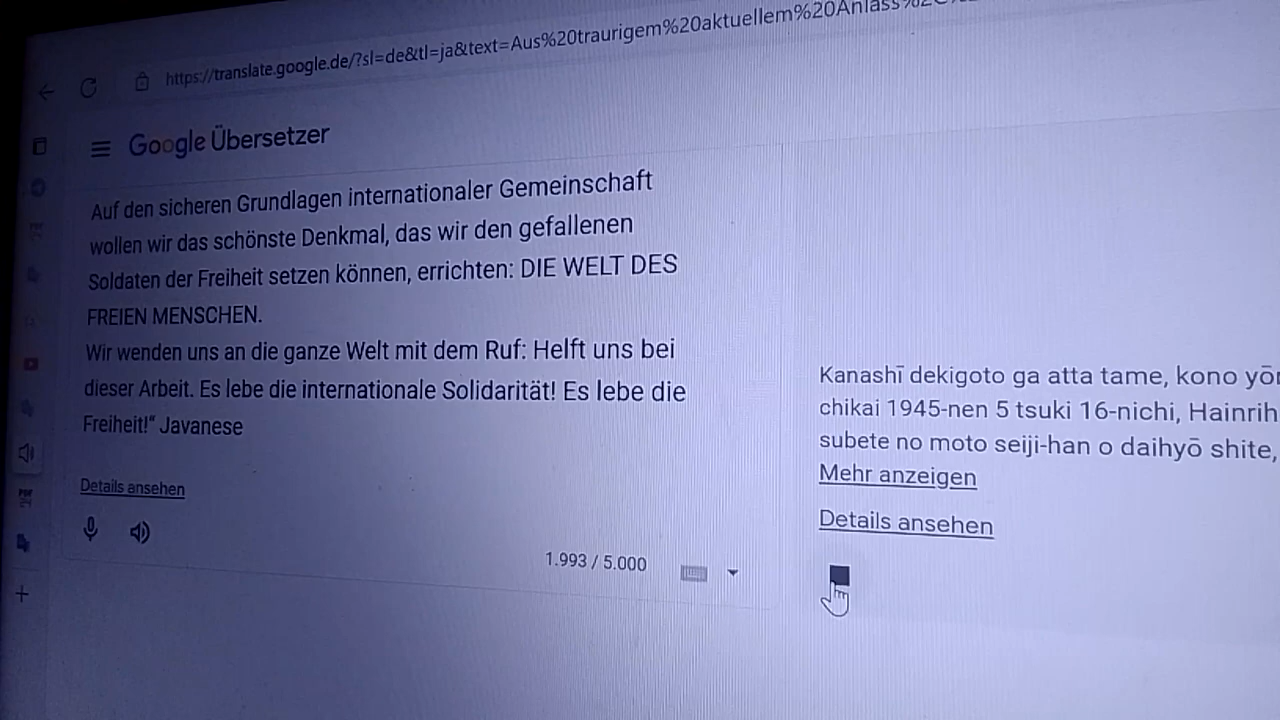 https://translate.google.de/?sl=de&tl=ja&text=Aus%20traurigem%20aktuellem%20Anlass%2C
Google Übersetzer
Auf den sicheren Grundlagen internationaler Gemeinschaft
wollen wir das schönste Denkmal, das wir den gefallenen
Soldaten der Freiheit setzen können, errichten: DIE WELT DES
FREIEN MENSCHEN.
Wir wenden uns an die ganze Welt mit dem Ruf: Helft uns bei
dieser Arbeit. Es lebe die internationale Solidarität! Es lebe die
Freiheit!“ Javanese
Details ansehen
1.993 / 5.000
Kanashī dekigoto ga atta tame, kono
chikai 1945-nen 5 tsuki 16-nichi, Hainrih
subete no moto seiji-han o daihyō shite,
Mehr anzeigen
Details ansehen